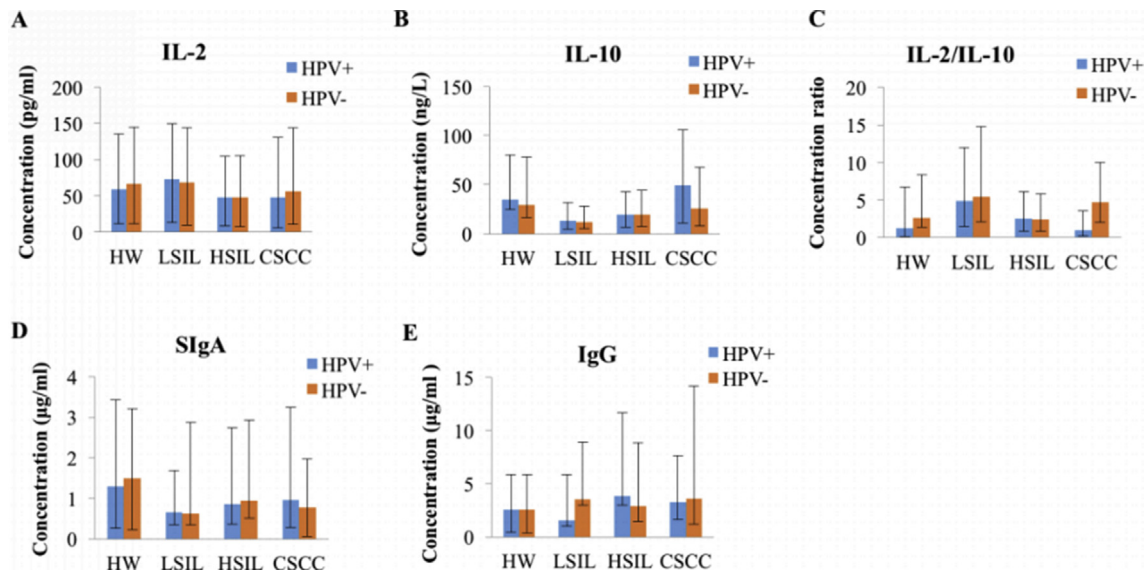 A
IL-2
HPV+
HPV-
Concentration (pg/ml)
200
150
100
50
0
HW LSIL HSIL CSCC
B
IL-10
HPV+
HPV-
Concentration (ng/L)
150
100
50
0
HW LSIL HSIL CSCC
C
IL-2/IL-10
HPV+
HPV-
Concentration ratio
20
15
10
5
0
HW LSIL HSIL CSCC
D
SIgA
HPV+
HPV-
Concentration (μg/ml)
4
3
2
1
0
HW LSIL HSIL CSCC
E
IgG
HPV+
HPV-
Concentration (μg/ml )
15
10
5
0
HW LSIL HSIL CSCC